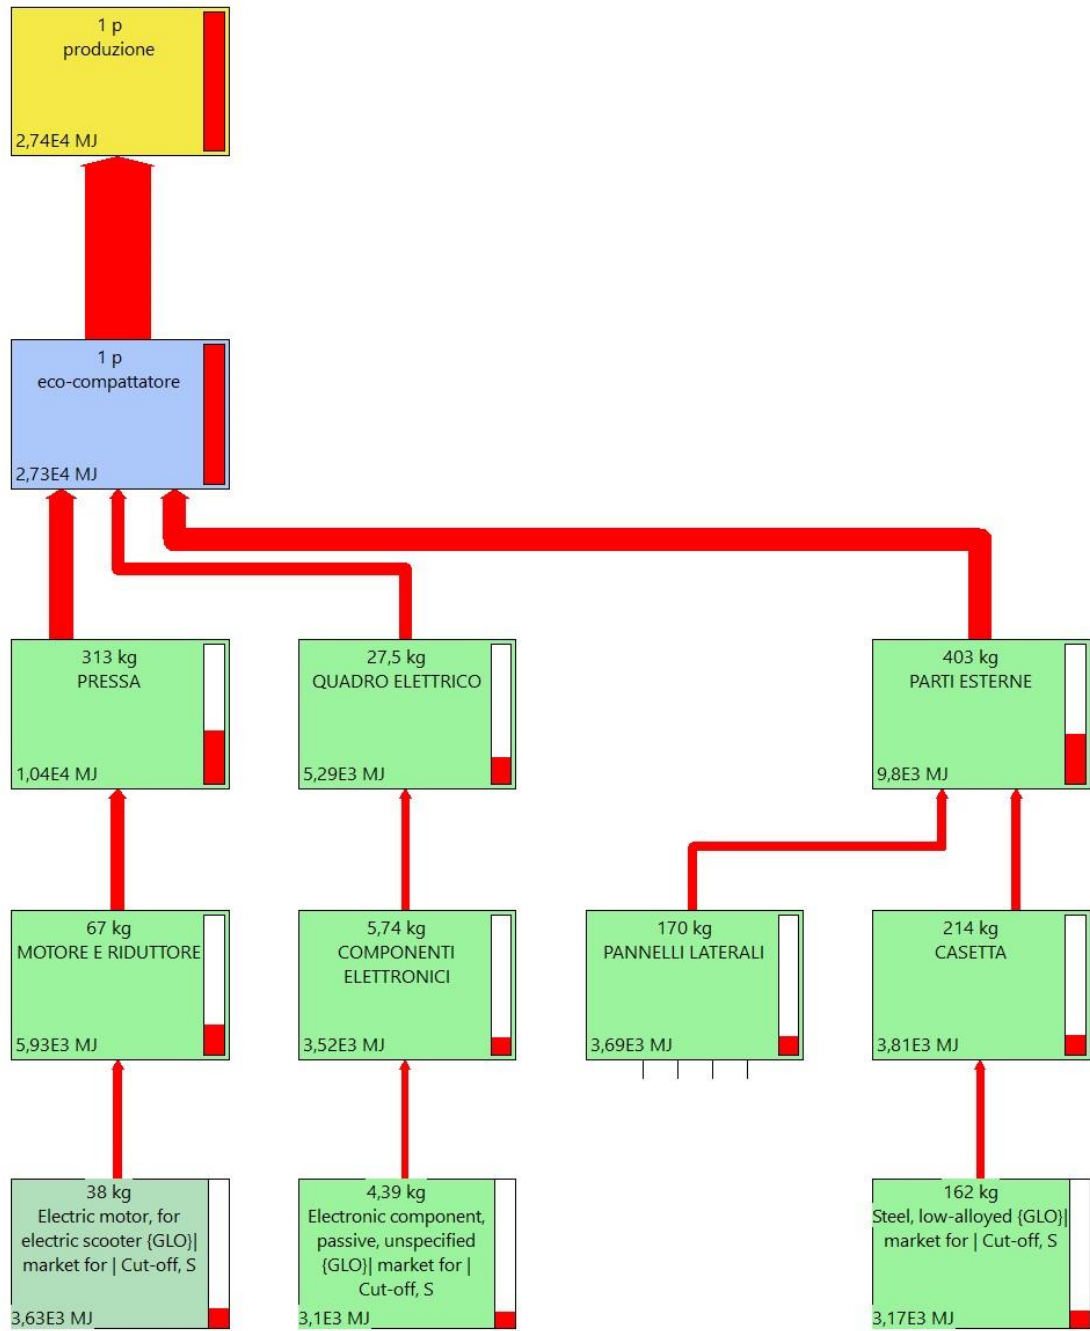 1 p
produzione
2,74E4 MJ
1 p
eco-compattatore
2,73E4 MJ
313 kg
PRESSA
1,04E4 MJ
27,5 kg
QUADRO ELETTRICO
5,29E3 MJ
403 kg
PARTI ESTERNE
9,8E3 MJ
67 kg
MOTORE E RIDUTTORE
5,93E3 MJ
5,74 kg
COMPONENTI
ELETTRONICI
3,52E3 MJ
170 kg
PANNELLI LATERALI
3,69E3 MJ
214 kg
CASETTA
3,81E3 MJ
38 kg
Electric motor, for
electric scooter {GLO}|
market for | Cut-off, S
3,63E3 MJ
4,39 kg
Electronic component,
passive, unspecified
{GLO}| market for |
Cut-off, S
3,1E3 MJ
162 kg
Steel, low-alloyed {GLO}|
market for | Cut-off, S
3,17E3 MJ